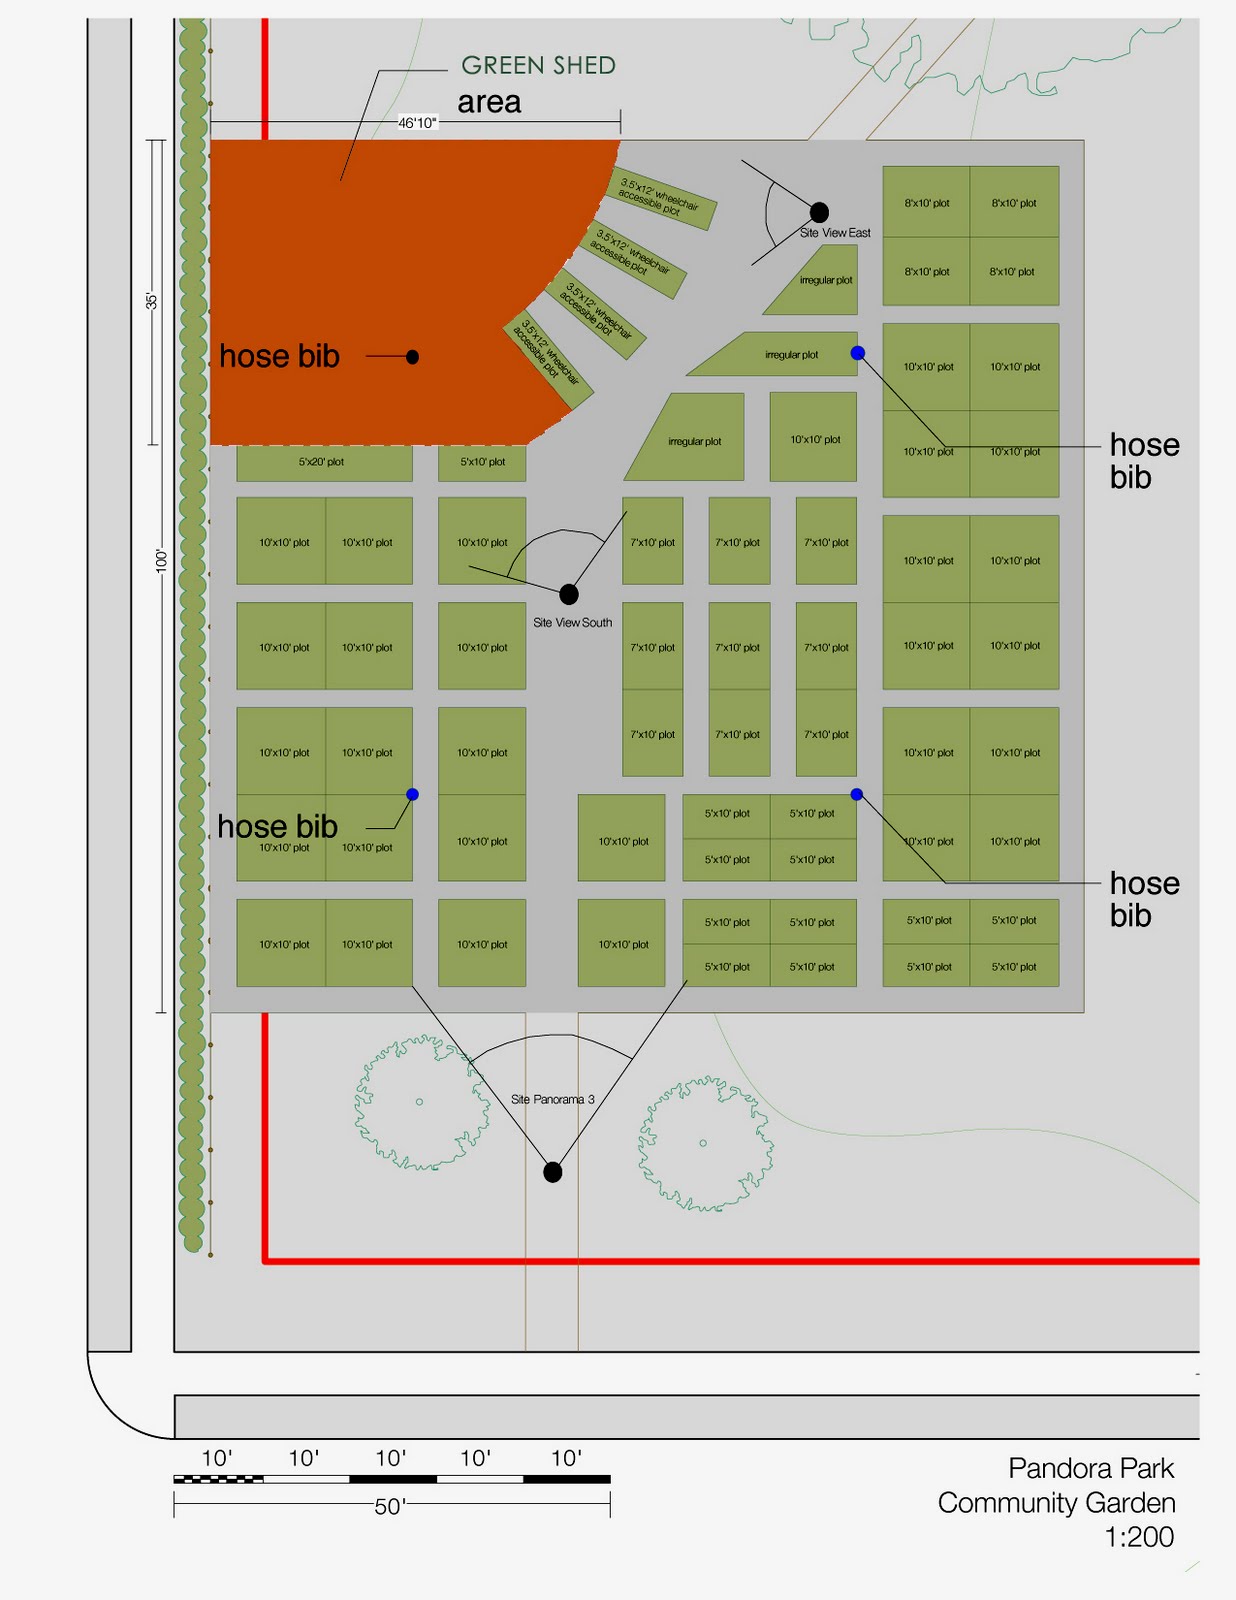 GREEN SHED
area
46'10"
3.5'x12' wheelchair
accessible plot
3.5'x12' wheelchair
accessible plot
3.5'x12' wheelchair
accessible plot
3.5'x12' wheelchair
accessible plot
Site View East
8'x10' plot 8'x10' plot
8'x10' plot 8'x10' plot
irregular plot
35'
hose bib
irregular plot
10'x10' plot 10'x10' plot
hose
bib
irregular plot
10'x10' plot
10'x10' plot 10'x10' plot
5'x20' plot
5'x10' plot
100'
10'x10' plot 10'x10' plot 10'x10' plot
7'x10' plot 7'x10' plot 7'x10' plot
10'x10' plot 10'x10' plot
Site View South
10'x10' plot 10'x10' plot 10'x10' plot
7'x10' plot 7'x10' plot 7'x10' plot
10'x10' plot 10'x10' plot
7'x10' plot 7'x10' plot 7'x10' plot
10'x10' plot 10'x10' plot 10'x10' plot
10'x10' plot 10'x10' plot
hose bib
10'x10' plot 10'x10' plot 10'x10' plot
10'x10' plot
5'x10' plot 5'x10' plot
5'x10' plot 5'x10' plot
10'x10' plot 10'x10' plot
hose
bib
10'x10' plot 10'x10' plot 10'x10' plot
10'x10' plot
5'x10' plot 5'x10' plot
5'x10' plot 5'x10' plot
5'x10' plot 5'x10' plot
5'x10' plot 5'x10' plot
Site Panorama 3
10' 10' 10' 10' 10'
50'
Pandora Park
Community Garden
1:200